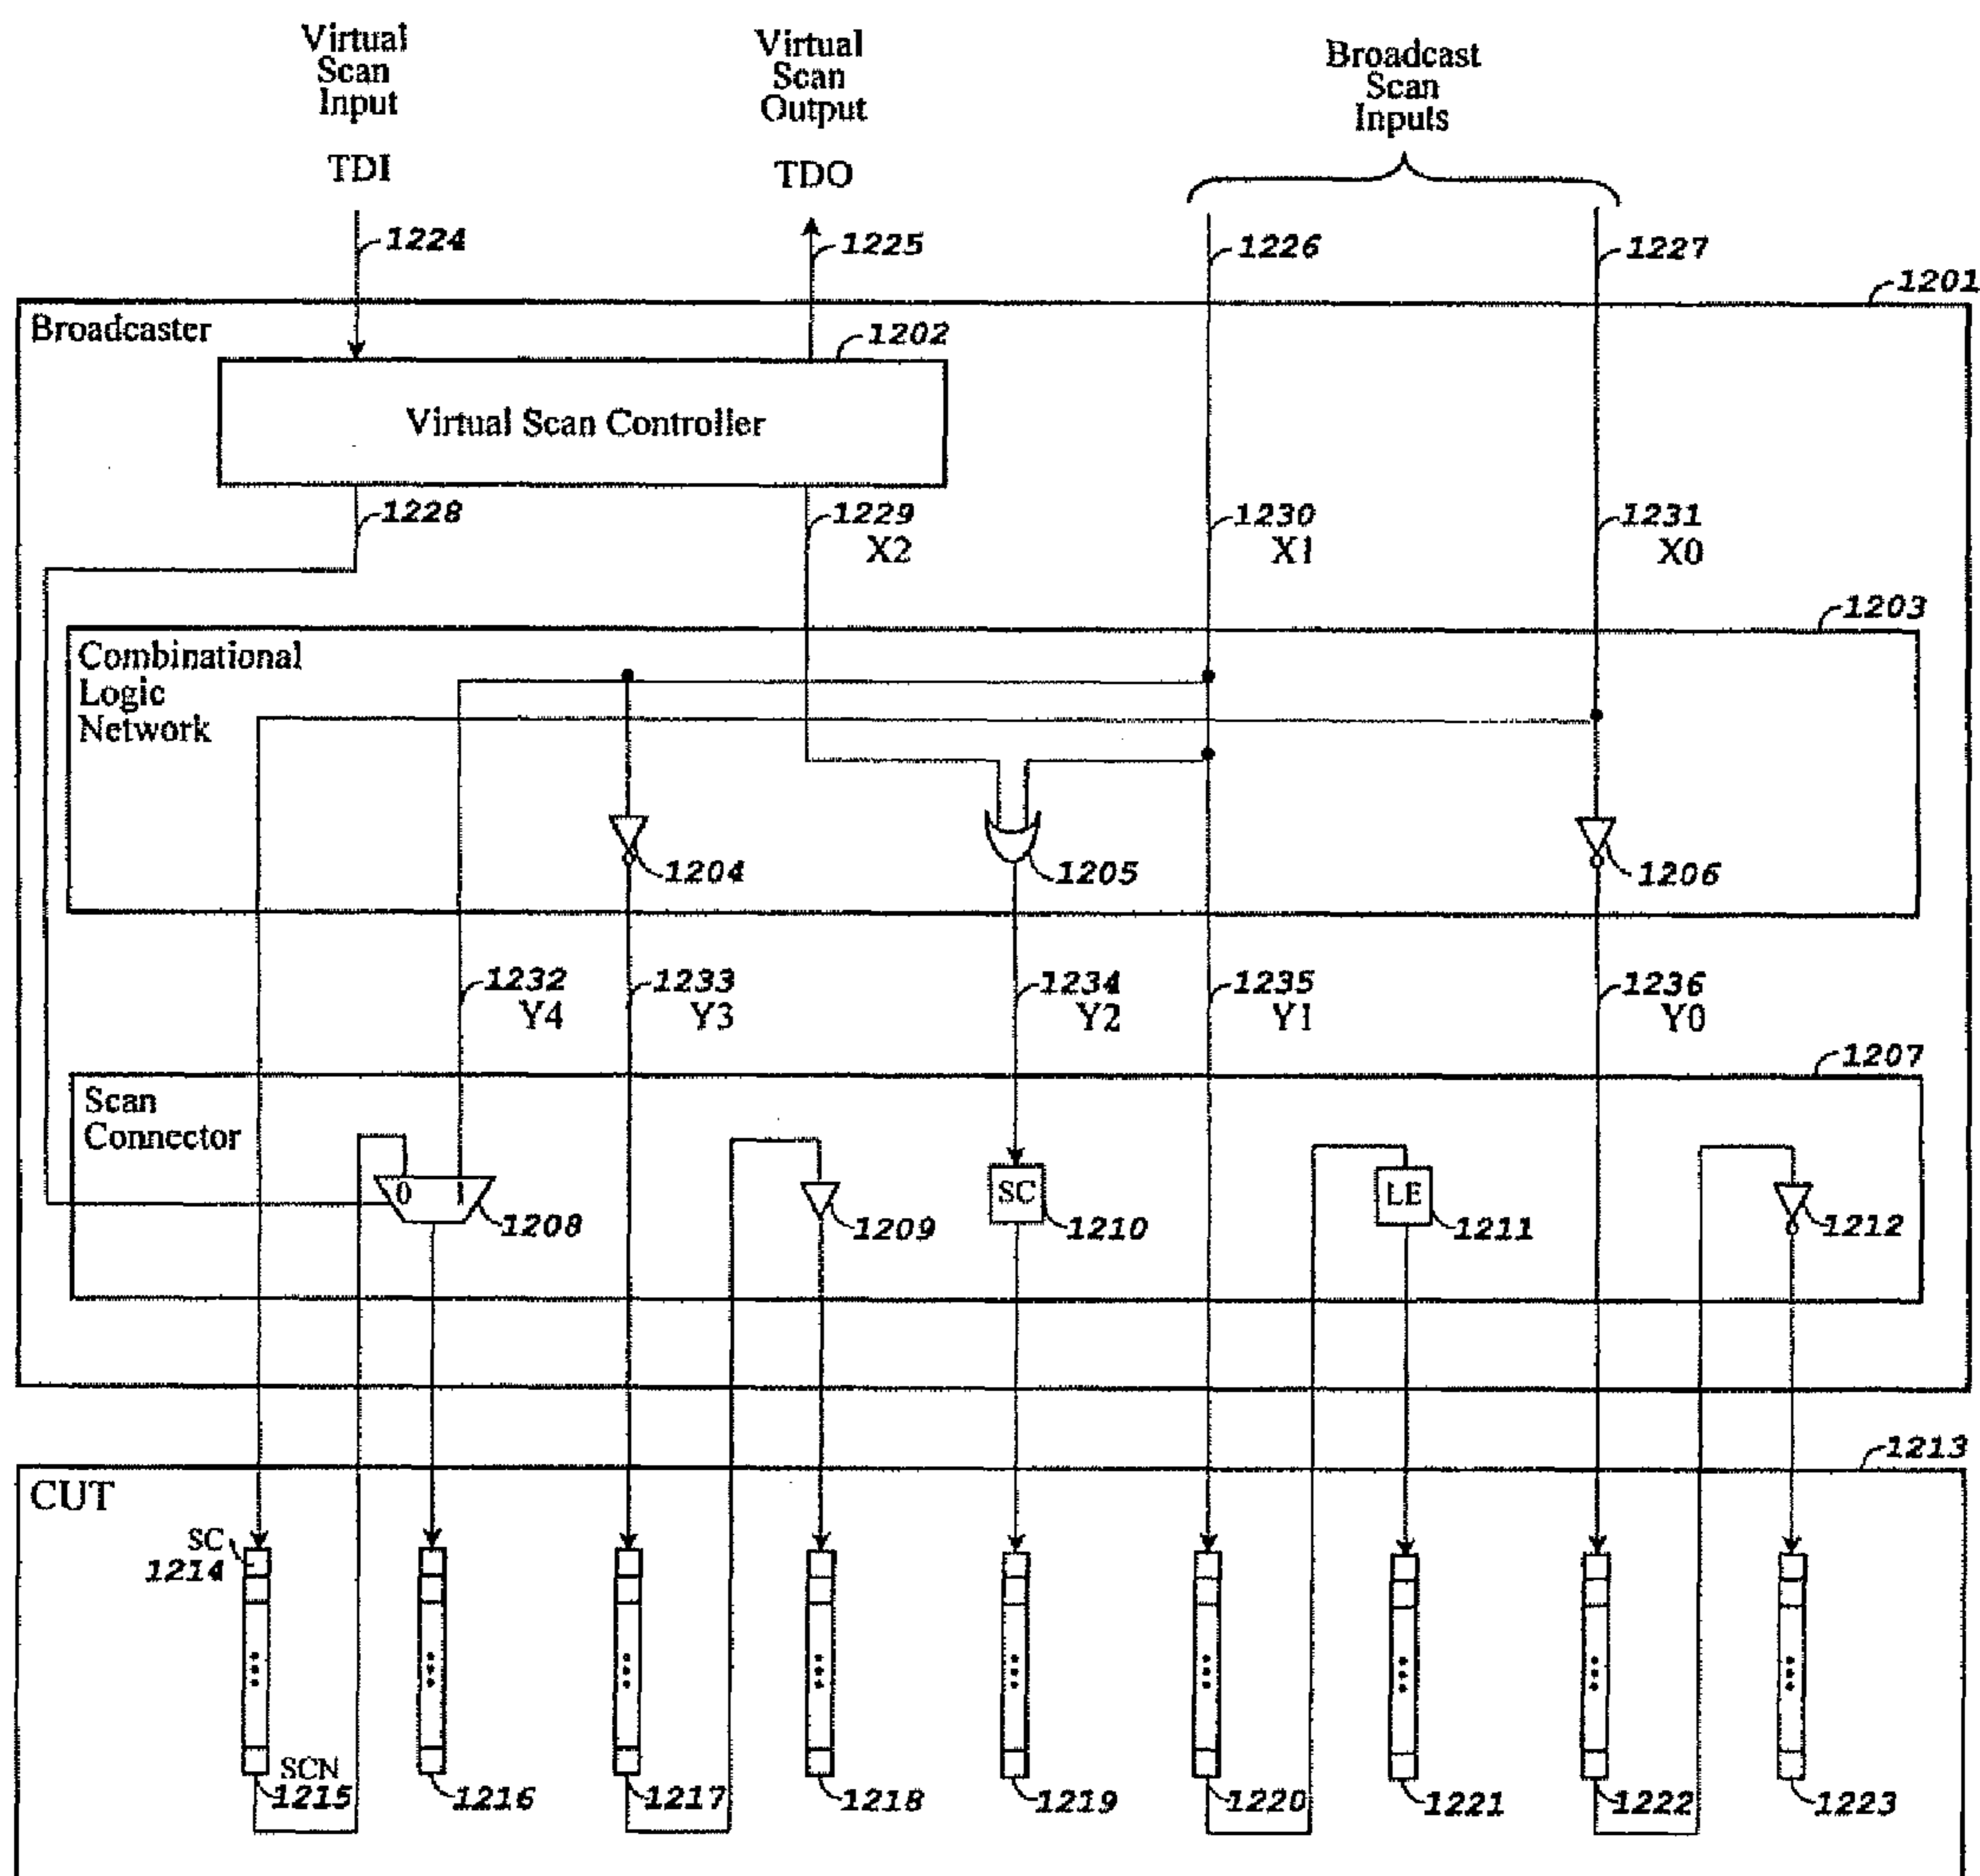 Virtual
Scan
Input
TDI
Virtual
Scan
Output
TDO
Broadcast
Scan
Inputs
1224
1225
1226
1227
1201
Broadcaster
1202
Virtual Scan Controller
1228
1229
X2
1230
X1
1231
X0
1203
Combinational
Logic
Network
1204
1205
1206
1232
Y4
1233
Y3
1234
Y2
1235
Y1
1236
Y0
1207
Scan
Connector
0
1
1208
1209
SC
1210
LE
1211
1212
1213
CUT
SC
1214
SCN
1215
1216
1217
1218
1219
1220
1221
1222
1223